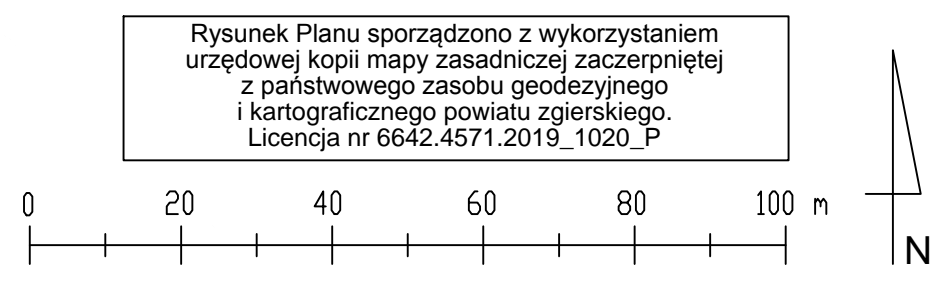 Rysunek Planu sporządzono z wykorzystaniem
urzędowej kopii mapy zasadniczej zaczerpniętej
z państwowego zasobu geodezyjnego
i kartograficznego powiatu zgierskiego.
Licencja nr 6642.4571.2019_1020_P
0 20 40 60 80 100 m
N